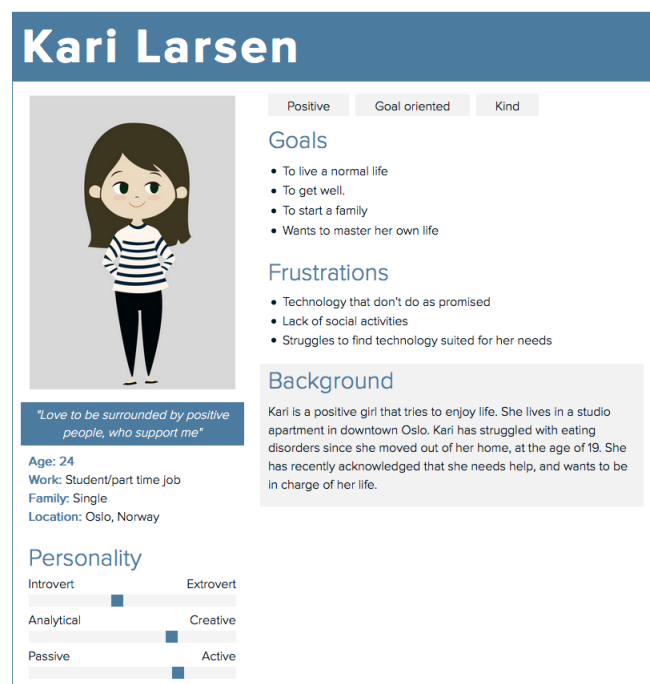 Kari Larsen
Positive
Goal oriented
Kind
Goals
To live a normal life
To get well.
To start a family
Wants to master her own life
Frustrations
Technology that don't do as promised
Lack of social activities
Struggles to find technology suited for her needs
Background
Kari is a positive girl that tries to enjoy life. She lives in a studio
apartment in downtown Oslo. Kari has struggled with eating
disorders since she moved out of her home, at the age of 19. She
has recently acknowledged that she needs help, and wants to be
in charge of her life.
"Love to be surrounded by positive
people, who support me"
Age: 24
Work: Student/part time job
Family: Single
Location: Oslo, Norway
Personality
Introvert Extrovert
Analytical Creative
Passive Active